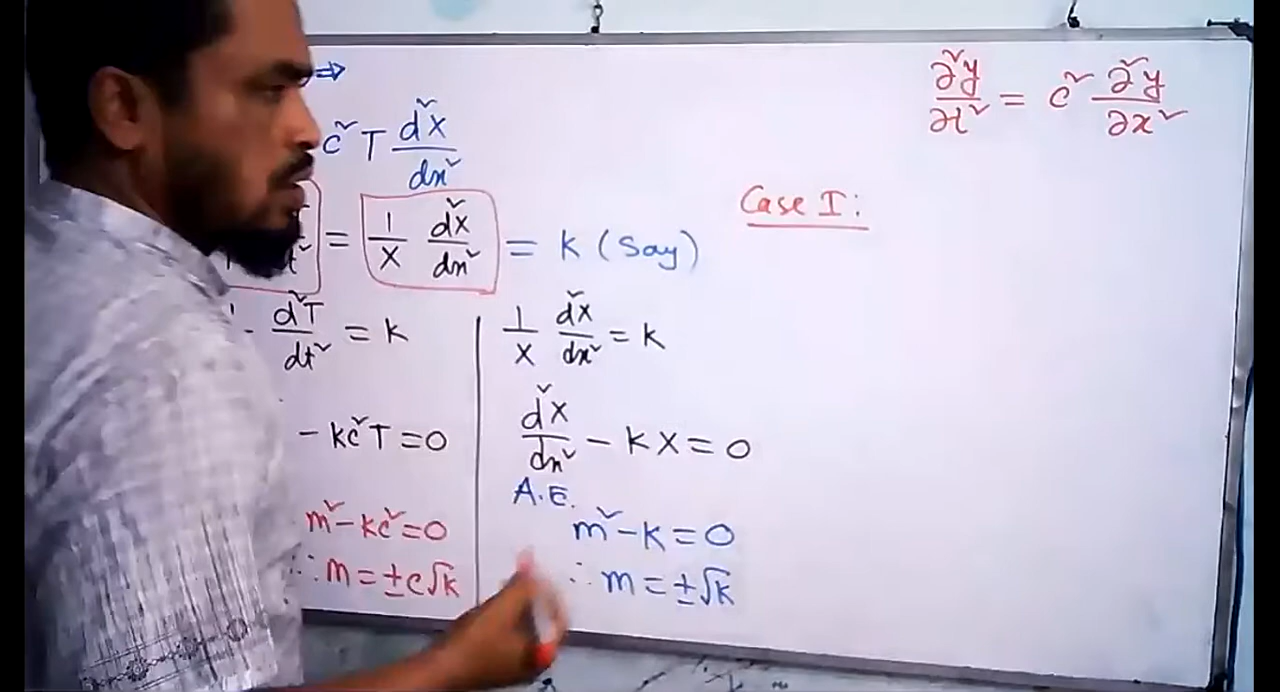 ⇒
c² T d²X/dx²
= 1/X d²X/dx² = k (Say)
d²T/dt² = k
- kc²T = 0
m² - kc² = 0
∴ m = ± c√k
1/X d²X/dx² = k
d²X/dx² - kX = 0
A.E.
m² - k = 0
∴ m = ±√k
∂²y/∂t² = c² ∂²y/∂x²
Case I: